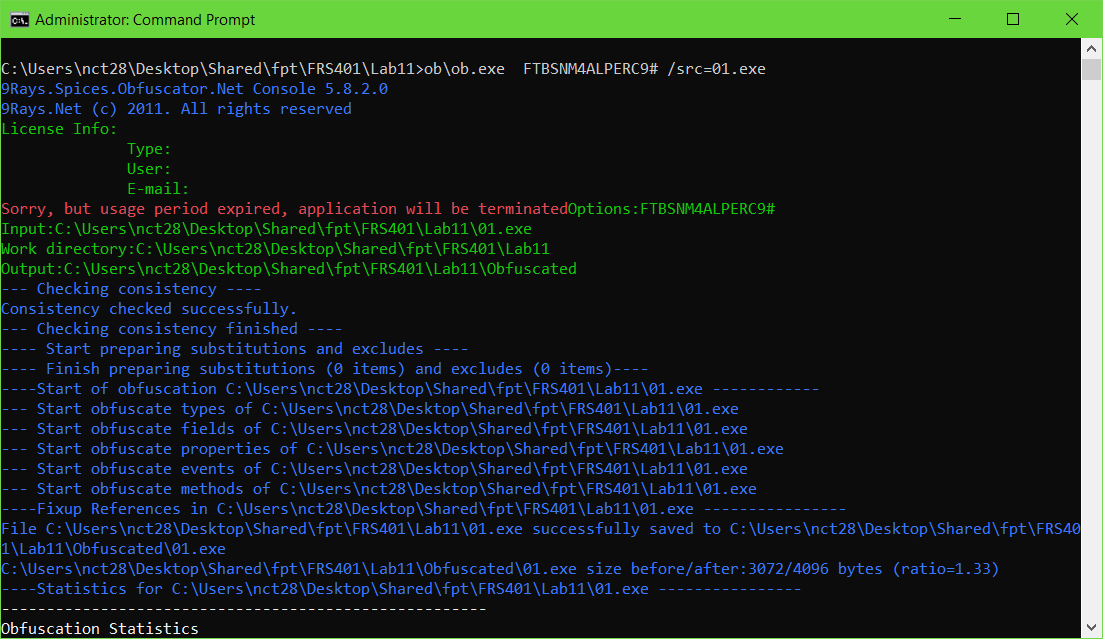 Administrator: Command Prompt
C:\Users\nct28\Desktop\Shared\fpt\FRS401\Lab11>ob\ob.exe  FTBSNM4ALPERC9# /src=01.exe
9Rays.Spices.Obfuscator.Net Console 5.8.2.0
9Rays.Net (c) 2011. All rights reserved
License Info:
Type:
User:
E-mail:
Sorry, but usage period expired, application will be terminatedOptions:FTBSNM4ALPERC9#
Input:C:\Users\nct28\Desktop\Shared\fpt\FRS401\Lab11\01.exe
Work directory:C:\Users\nct28\Desktop\Shared\fpt\FRS401\Lab11
Output:C:\Users\nct28\Desktop\Shared\fpt\FRS401\Lab11\Obfuscated
--- Checking consistency ----
Consistency checked successfully.
--- Checking consistency finished ----
---- Start preparing substitutions and excludes ----
---- Finish preparing substitutions (0 items) and excludes (0 items)----
----Start of obfuscation C:\Users\nct28\Desktop\Shared\fpt\FRS401\Lab11\01.exe ------------
--- Start obfuscate types of C:\Users\nct28\Desktop\Shared\fpt\FRS401\Lab11\01.exe
--- Start obfuscate fields of C:\Users\nct28\Desktop\Shared\fpt\FRS401\Lab11\01.exe
--- Start obfuscate properties of C:\Users\nct28\Desktop\Shared\fpt\FRS401\Lab11\01.exe
--- Start obfuscate events of C:\Users\nct28\Desktop\Shared\fpt\FRS401\Lab11\01.exe
--- Start obfuscate methods of C:\Users\nct28\Desktop\Shared\fpt\FRS401\Lab11\01.exe
----Fixup References in C:\Users\nct28\Desktop\Shared\fpt\FRS401\Lab11\01.exe ----------------
File C:\Users\nct28\Desktop\Shared\fpt\FRS401\Lab11\01.exe successfully saved to C:\Users\nct28\Desktop\Shared\fpt\FRS40
1\Lab11\Obfuscated\01.exe
C:\Users\nct28\Desktop\Shared\fpt\FRS401\Lab11\Obfuscated\01.exe size before/after:3072/4096 bytes (ratio=1.33)
----Statistics for C:\Users\nct28\Desktop\Shared\fpt\FRS401\Lab11\01.exe ----------------
------------------------------------------------------
Obfuscation Statistics